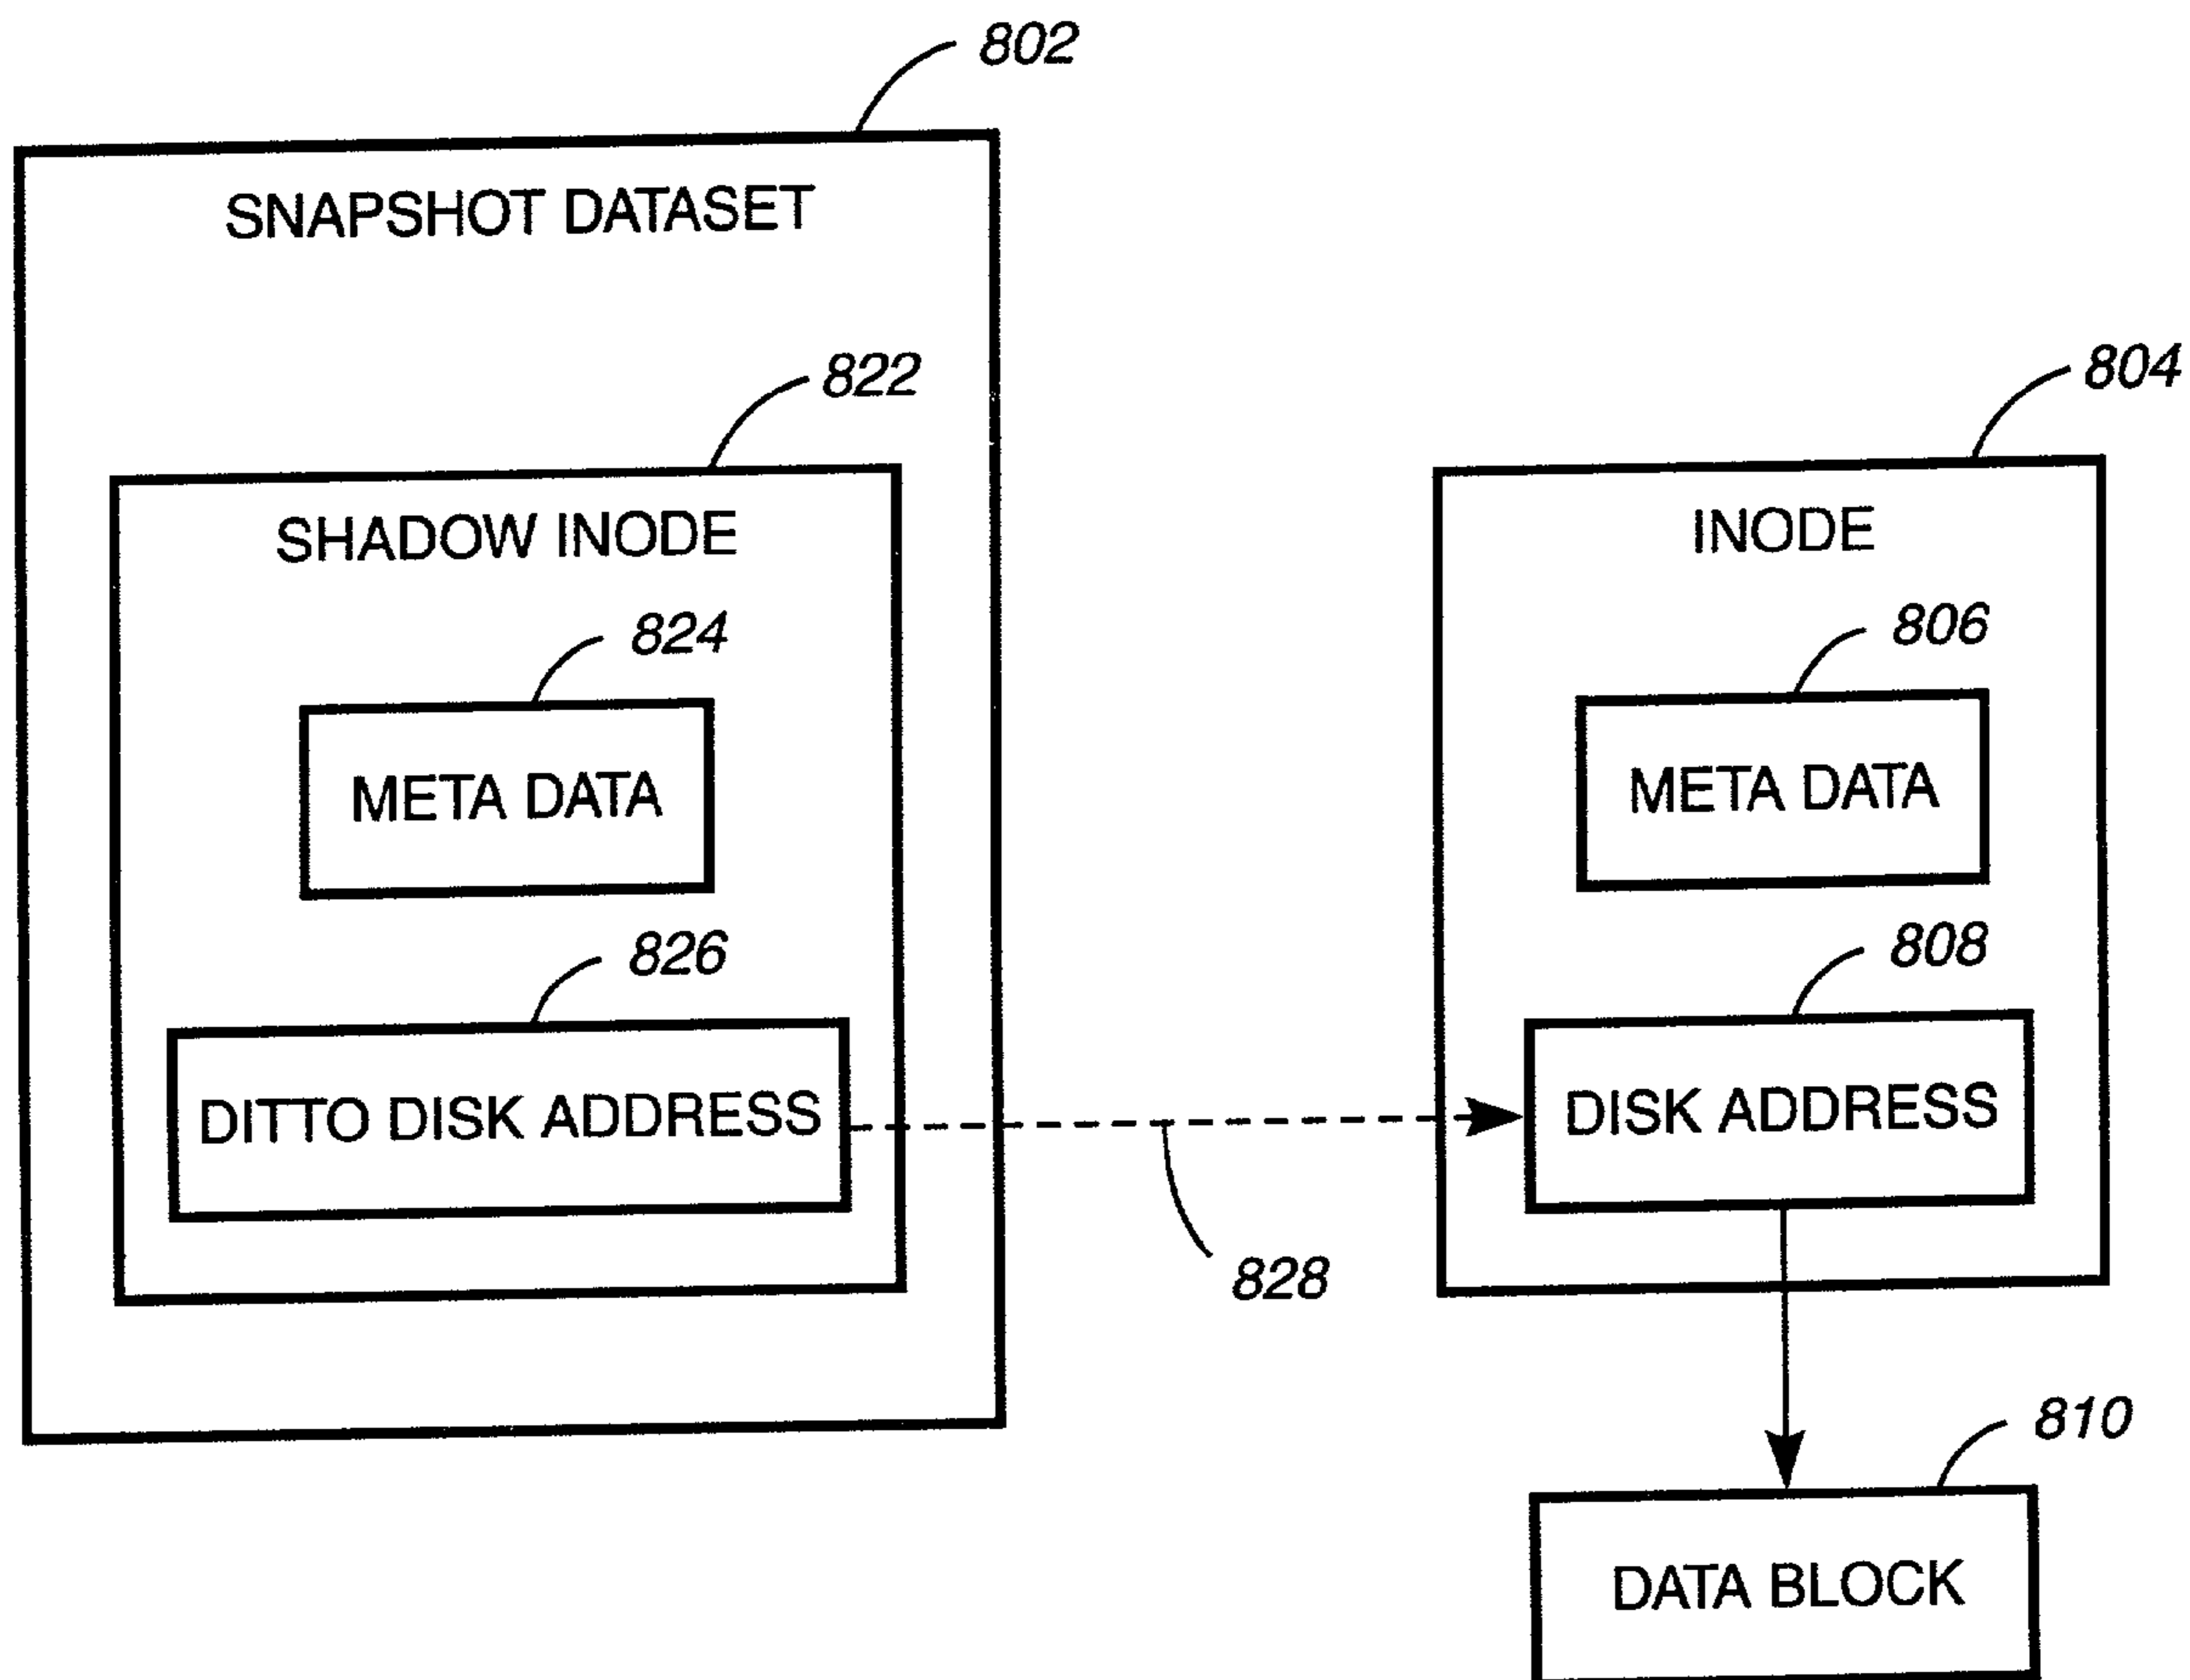 802
SNAPSHOT DATASET
822
SHADOW INODE
824
META DATA
826
DITTO DISK ADDRESS
828
804
INODE
806
META DATA
808
DISK ADDRESS
810
DATA BLOCK